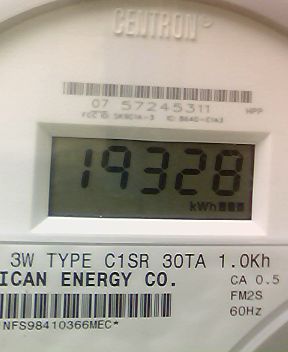 CENTRON®
07 57245311 HPP
19328
kWh
3W TYPE C1SR 30TA 1.0Kh
ICAN ENERGY CO. CA 0.5
FM2S
60Hz
NFS98410366MEC*